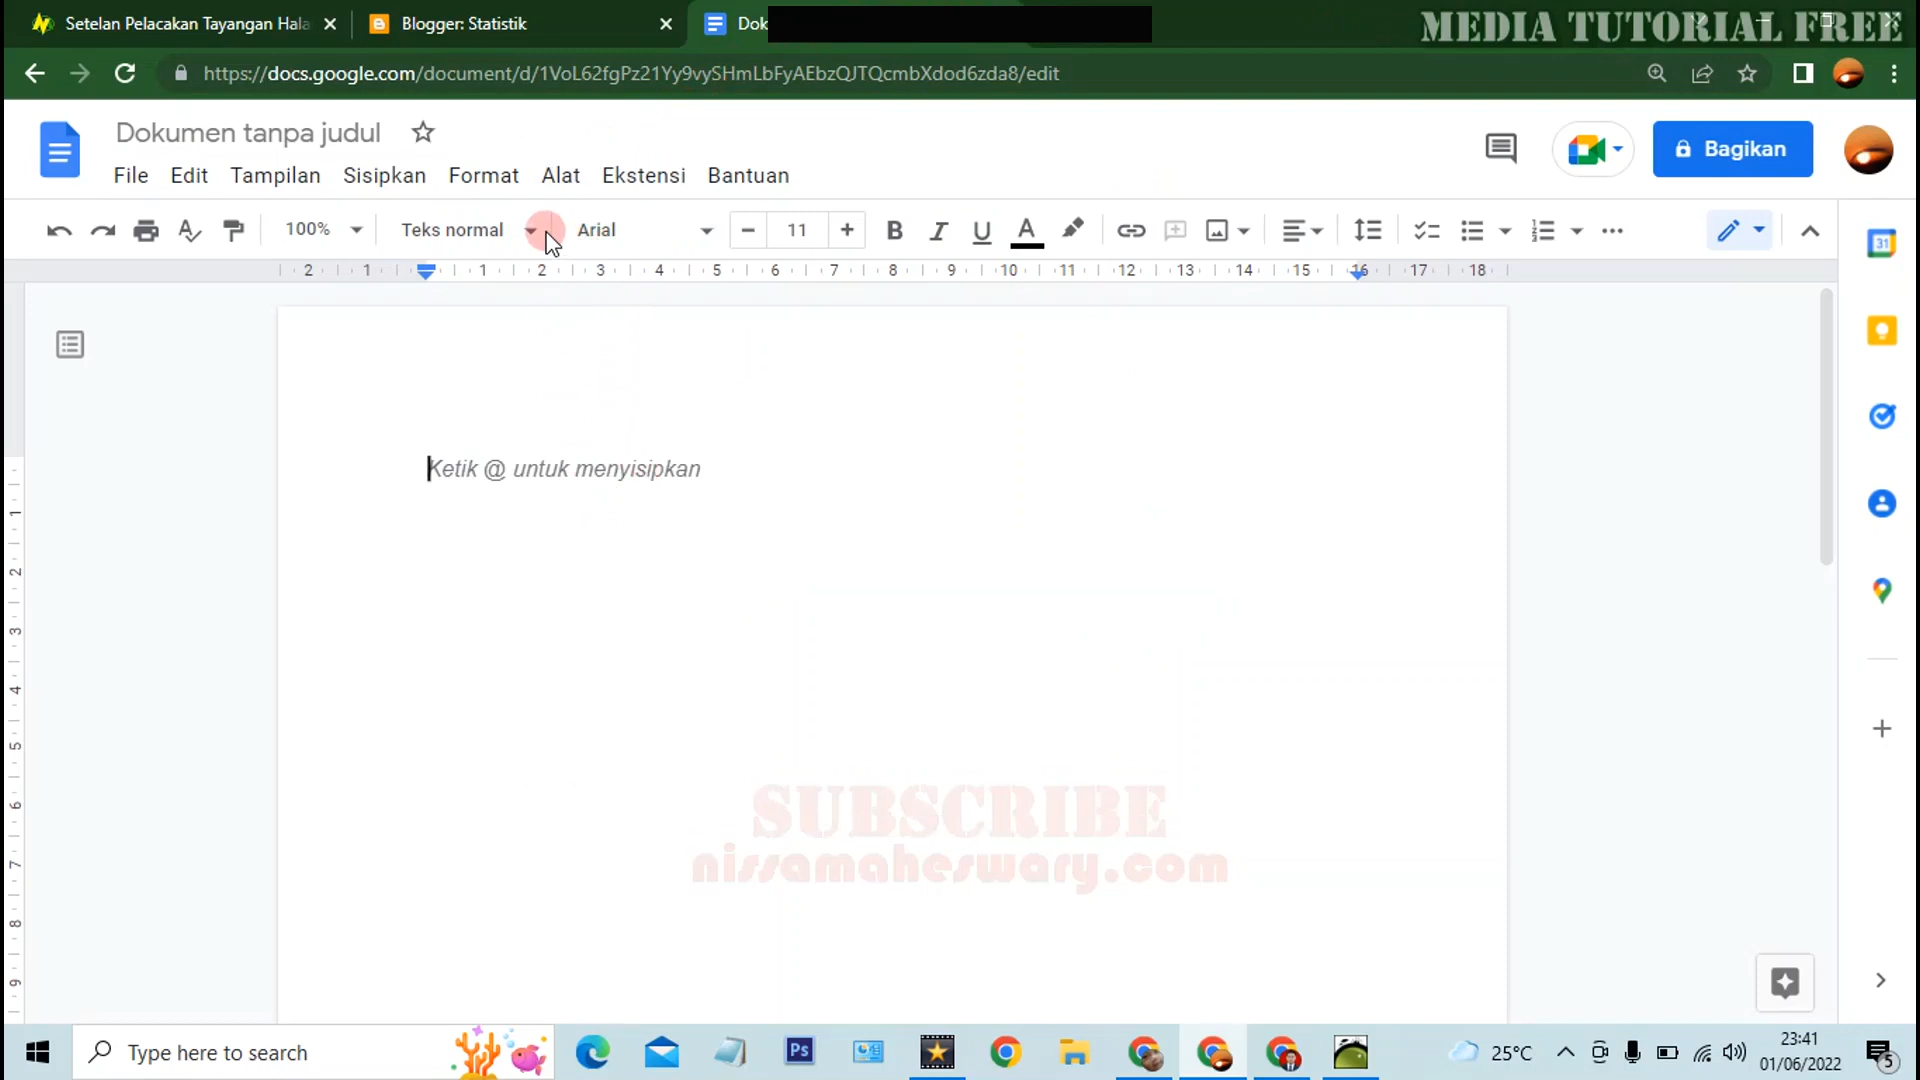 Setelan Pelacakan Tayangan Hala
Blogger: Statistik
Dok
MEDIA TUTORIAL FREE
https://docs.google.com/document/d/1VoL62fgPz21Yy9vySHmLbFyAEbzQJTQcmbXdod6zda8/edit
Dokumen tanpa judul
Bagikan
File Edit Tampilan Sisipkan Format Alat Ekstensi Bantuan
100% Teks normal Arial 11 B I U A
31
2 1 1 2 3 4 5 6 7 8 9 10 11 12 13 14 15 16 17 18
Ketik @ untuk menyisipkan
1
2
3
4
5
6
7
8
9
SUBSCRIBE
nissamaheswary.com
Type here to search
Ps
25°C
23:41
01/06/2022
5